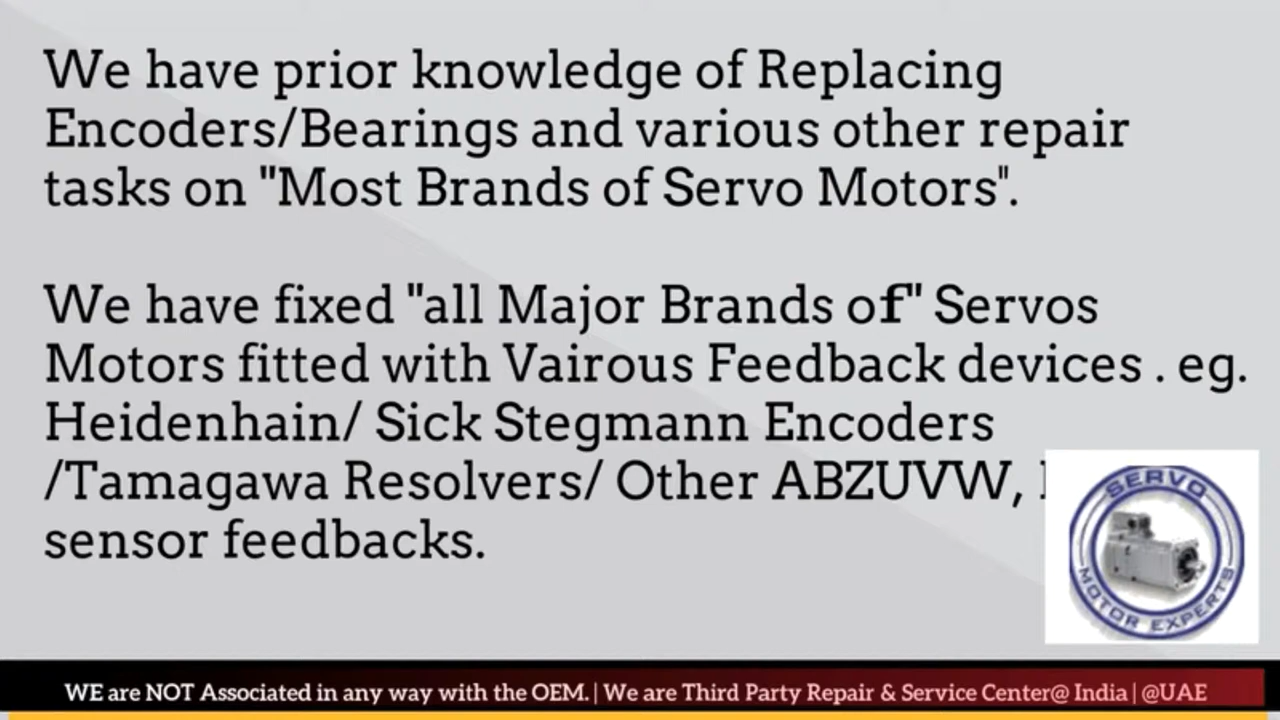 We have prior knowledge of Replacing
Encoders/Bearings and various other repair
tasks on "Most Brands of Servo Motors".
We have fixed "all Major Brands of" Servos
Motors fitted with Vairous Feedback devices . eg.
Heidenhain/ Sick Stegmann Encoders
/Tamagawa Resolvers/ Other ABZUVW,
sensor feedbacks.
SERVO
MOTOR EXPERTS
WE are NOT Associated in any way with the OEM. | We are Third Party Repair & Service Center@ India | @UAE